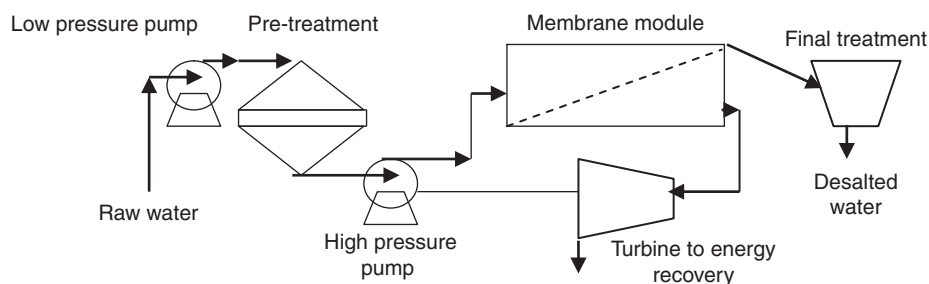 Low pressure pump
Pre-treatment
Membrane module
Final treatment
Raw water
High pressure
pump
Turbine to energy
recovery
Desalted
water